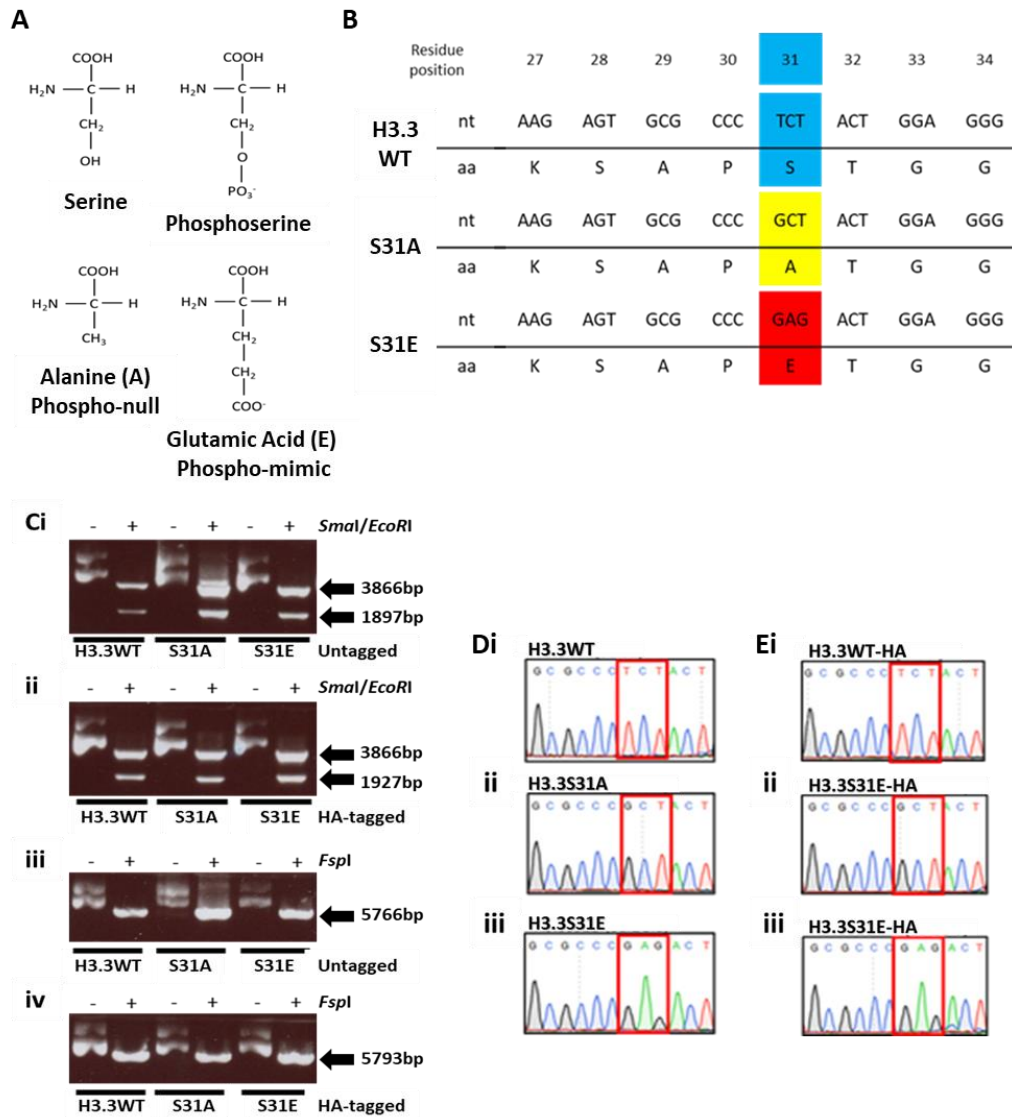 A
COOH
H₂N — C — H
CH₂
OH
Serine
COOH
H₂N — C — H
CH₂
O
PO₃⁻
Phosphoserine
COOH
H₂N — C — H
CH₃
Alanine (A)
Phospho-null
COOH
H₂N — C — H
CH₂
CH₂
COO⁻
Glutamic Acid (E)
Phospho-mimic
B
Residue position 27 28 29 30 31 32 33 34
H3.3 WT
nt AAG AGT GCG CCC TCT ACT GGA GGG
aa K S A P S T G G
S31A
nt AAG AGT GCG CCC GCT ACT GGA GGG
aa K S A P A T G G
S31E
nt AAG AGT GCG CCC GAG ACT GGA GGG
aa K S A P E T G G
Ci
- + - + - + SmaI/EcoRI
3866bp
1897bp
H3.3WT S31A S31E Untagged
ii
- + - + - + SmaI/EcoRI
3866bp
1927bp
H3.3WT S31A S31E HA-tagged
iii
- + - + - + FspI
5766bp
H3.3WT S31A S31E Untagged
iv
- + - + - + FspI
5793bp
H3.3WT S31A S31E HA-tagged
Di
H3.3WT
G C G C C C T C T A C T
ii
H3.3S31A
G C G C C C G C T A C T
iii
H3.3S31E
G C G C C C G A G A C T
Ei
H3.3WT-HA
G C G C C C T C T A C T
ii
H3.3S31E-HA
G C G C C C G C T A C T
iii
H3.3S31E-HA
G C G C C C G A G A C T